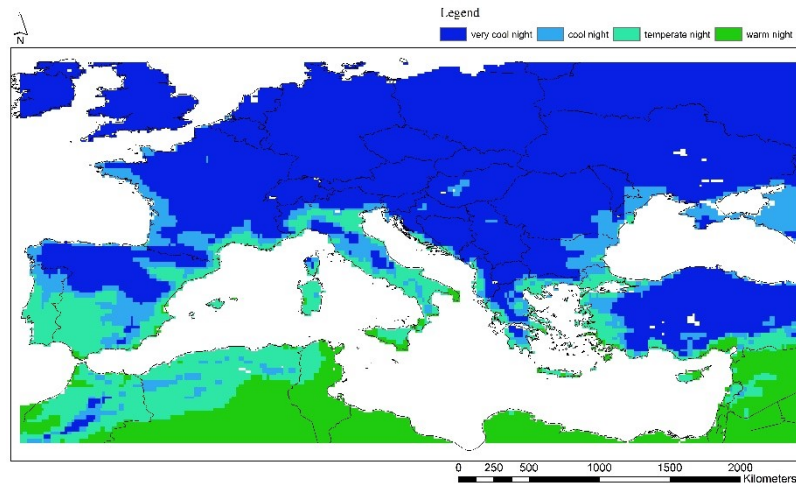 Legend
N
very cool night cool night temperate night warm night
0 250 500 1000 1500 2000
Kilometers